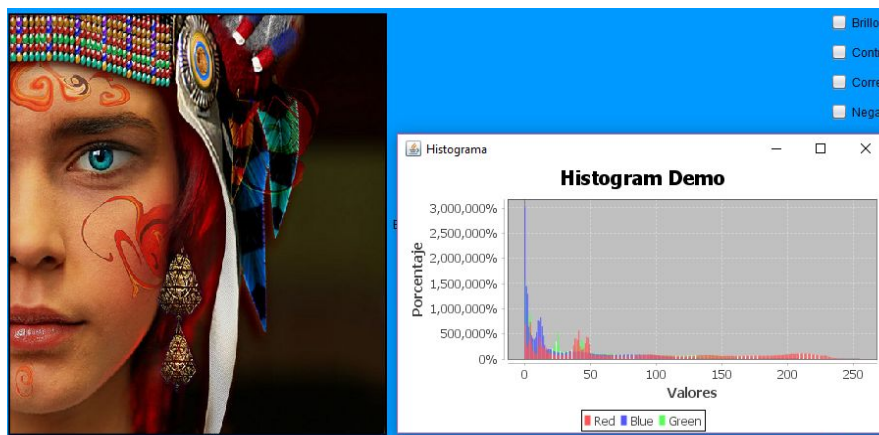 Brillo
Contr
Corre
Nega
Histograma
Histogram Demo
Porcentaje
3,000,000%
2,500,000%
2,000,000%
1,500,000%
1,000,000%
500,000%
0%
0 50 100 150 200 250
Valores
Red Blue Green